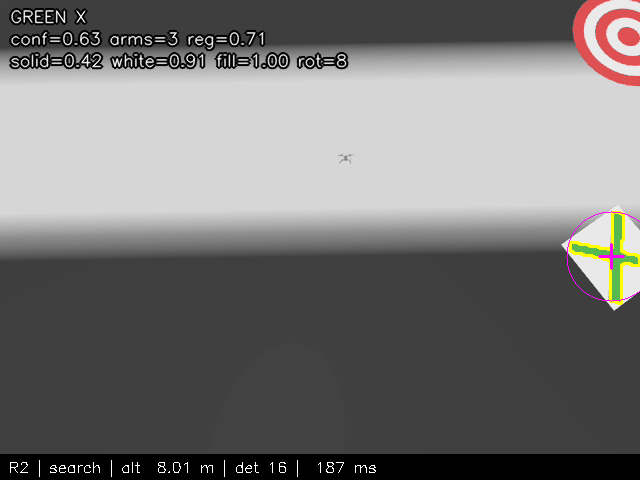 GREEN X
conf=0.63 arms=3 reg=0.71
solid=0.42 white=0.91 fill=1.00 rot=8
R2 | search | alt 8.01 m | det 16 | 187 ms